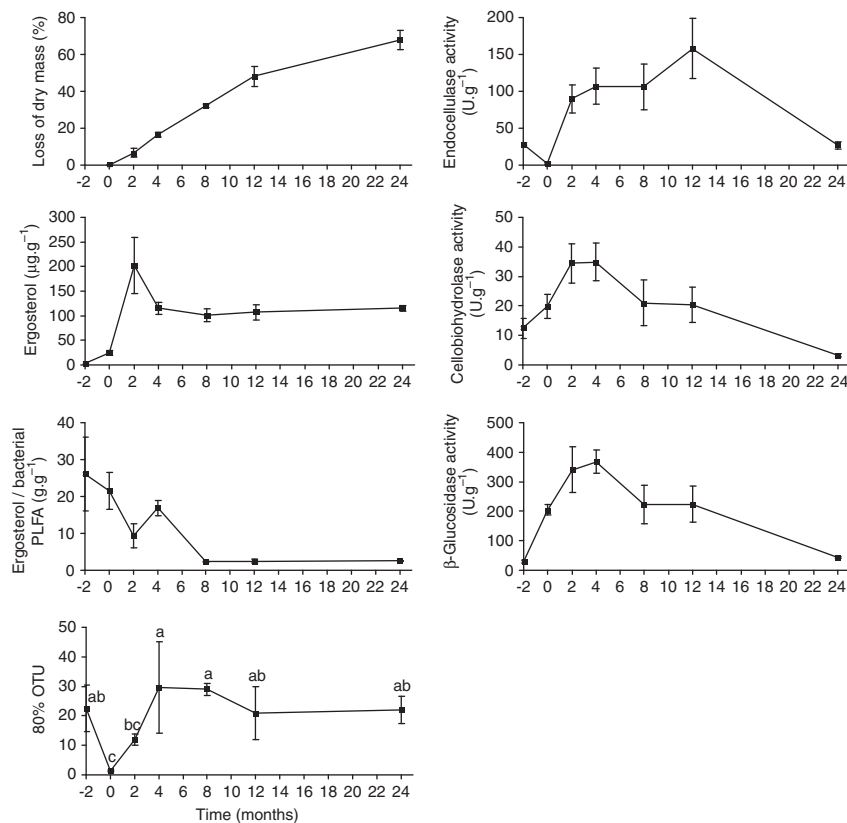 Loss of dry mass (%)
80
60
40
20
0
-2 0 2 4 6 8 10 12 14 16 18 20 22 24
Ergosterol (µg.g⁻¹)
300
250
200
150
100
50
0
-2 0 2 4 6 8 10 12 14 16 18 20 22 24
Ergosterol / bacterial
PLFA (g.g⁻¹)
40
30
20
10
0
-2 0 2 4 6 8 10 12 14 16 18 20 22 24
80% OTU
50
40
30
20
10
0
ab c bc a a ab ab
-2 0 2 4 6 8 10 12 14 16 18 20 22 24
Time (months)
Endocellulase activity
(U.g⁻¹)
200
150
100
50
0
-2 0 2 4 6 8 10 12 14 16 18 20 22 24
Cellobiohydrolase activity
(U.g⁻¹)
50
40
30
20
10
0
-2 0 2 4 6 8 10 12 14 16 18 20 22 24
β-Glucosidase activity
(U.g⁻¹)
500
400
300
200
100
0
-2 0 2 4 6 8 10 12 14 16 18 20 22 24